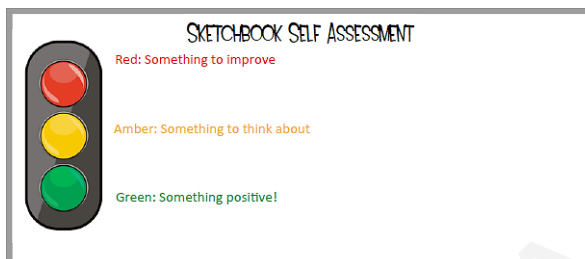 Sketchbook Self Assessment
Red: Something to improve
Amber: Something to think about
Green: Something positive!